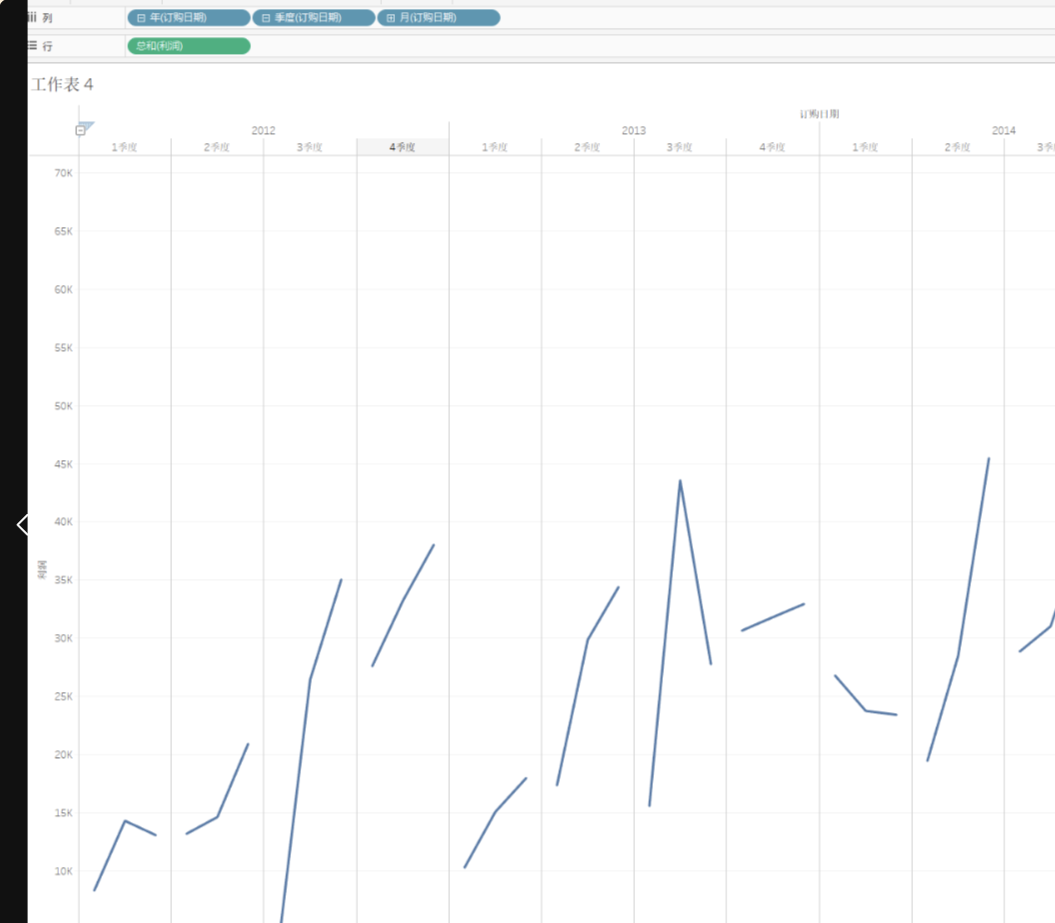 列 年(订购日期) 季度(订购日期) 月(订购日期)
行 总和(利润)
工作表 4
订购日期
2012 2013 2014
1季度 2季度 3季度 4季度 1季度 2季度 3季度 4季度 1季度 2季度 3季
70K
65K
60K
55K
50K
45K
40K
利润
35K
30K
25K
20K
15K
10K